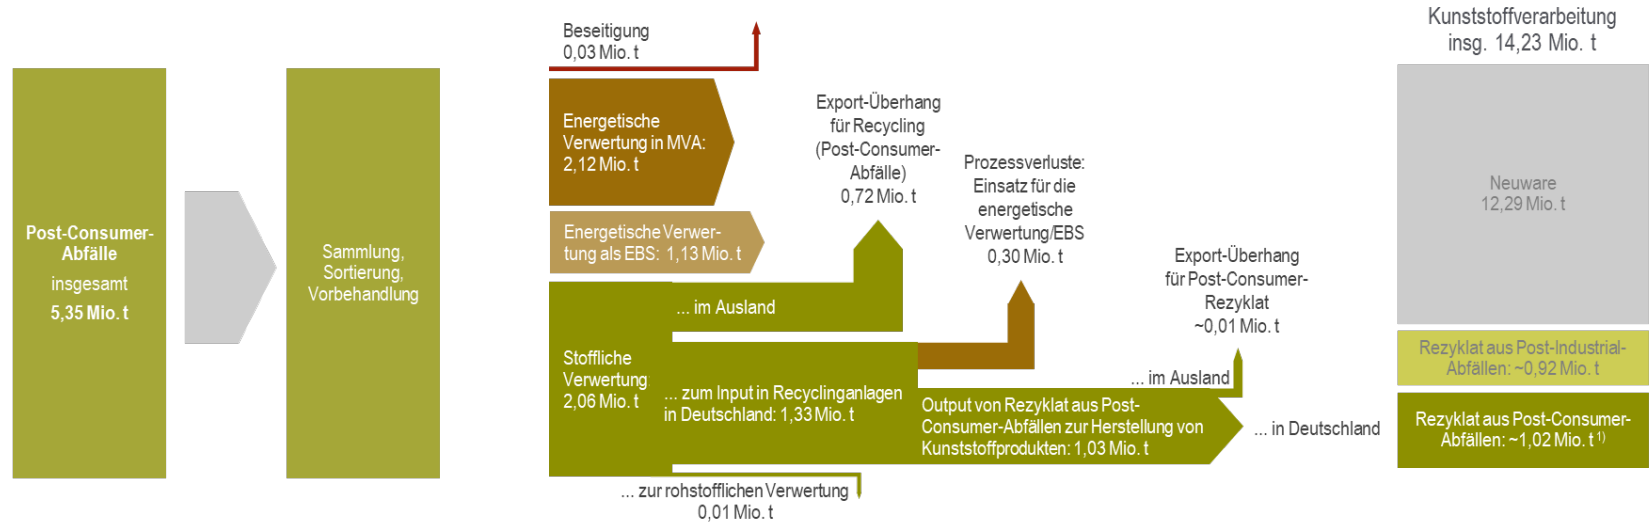 Post-Consumer-
Abfälle
insgesamt
5,35 Mio. t
Sammlung,
Sortierung,
Vorbehandlung
Beseitigung
0,03 Mio. t
Energetische
Verwertung in MVA:
2,12 Mio. t
Energetische Verwer-
tung als EBS: 1,13 Mio. t
Stoffliche
Verwertung:
2,06 Mio. t
... im Ausland
Export-Überhang
für Recycling
(Post-Consumer-
Abfälle)
0,72 Mio. t
... zum Input in Recyclinganlagen
in Deutschland: 1,33 Mio. t
... zur rohstofflichen Verwertung
0,01 Mio. t
Prozessverluste:
Einsatz für die
energetische
Verwertung/EBS
0,30 Mio. t
Output von Rezyklat aus Post-
Consumer-Abfällen zur Herstellung von
Kunststoffprodukten: 1,03 Mio. t
Export-Überhang
für Post-Consumer-
Rezyklat
~0,01 Mio. t
... im Ausland
... in Deutschland
Kunststoffverarbeitung
insg. 14,23 Mio. t
Neuware
12,29 Mio. t
Rezyklat aus Post-Industrial-
Abfällen: ~0,92 Mio. t
Rezyklat aus Post-Consumer-
Abfällen: ~1,02 Mio. t 1)